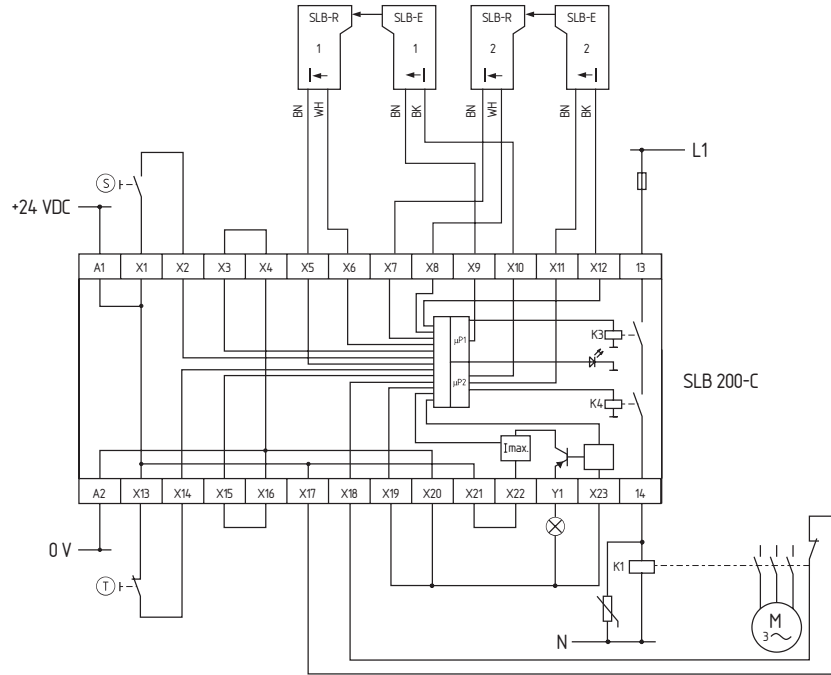 SLB-R SLB-E SLB-R SLB-E
1 1 2 2
BN WH BN BK BN WH BN BK
L1
S
+24 VDC
A1 X1 X2 X3 X4 X5 X6 X7 X8 X9 X10 X11 X12 13
µP1
K3
µP2
SLB 200-C
K4
Imax.
A2 X13 X14 X15 X16 X17 X18 X19 X20 X21 X22 Y1 X23 14
0 V
K1
T
M
3
N